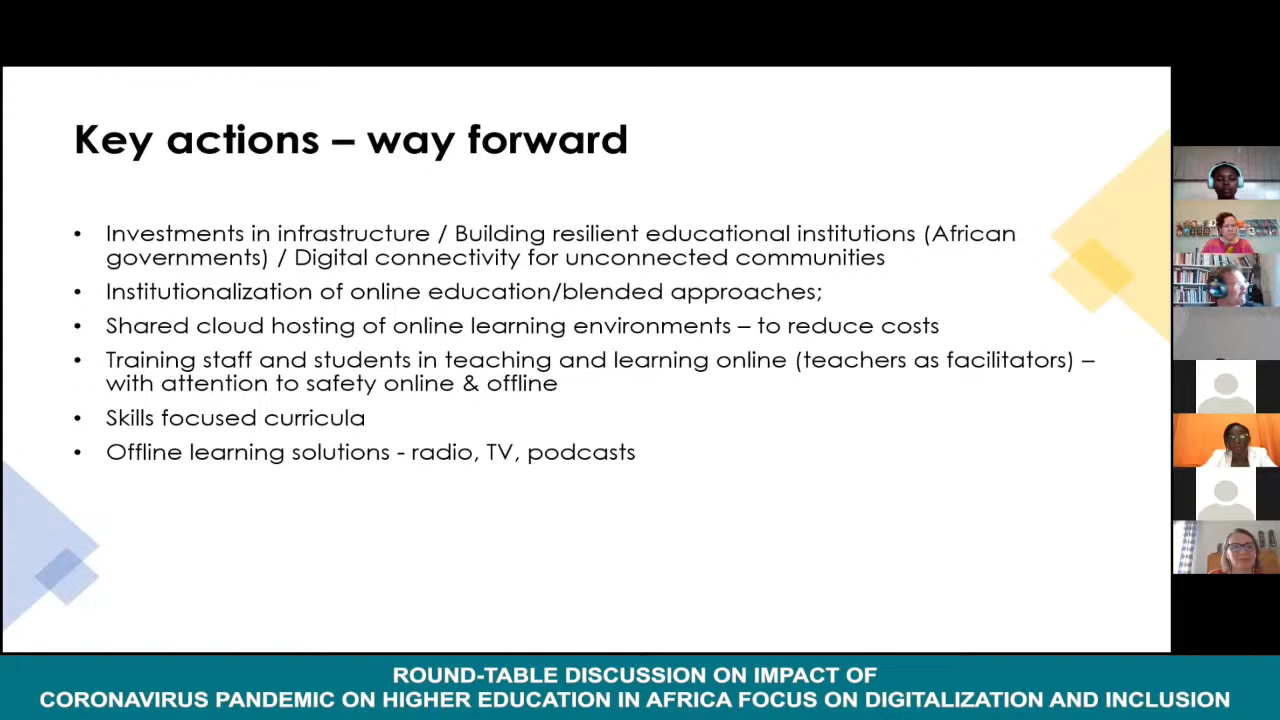 Key actions – way forward
• Investments in infrastructure / Building resilient educational institutions (African
governments) / Digital connectivity for unconnected communities
• Institutionalization of online education/blended approaches;
• Shared cloud hosting of online learning environments – to reduce costs
• Training staff and students in teaching and learning online (teachers as facilitators) –
with attention to safety online & offline
• Skills focused curricula
• Offline learning solutions - radio, TV, podcasts
ROUND-TABLE DISCUSSION ON IMPACT OF
CORONAVIRUS PANDEMIC ON HIGHER EDUCATION IN AFRICA FOCUS ON DIGITALIZATION AND INCLUSION